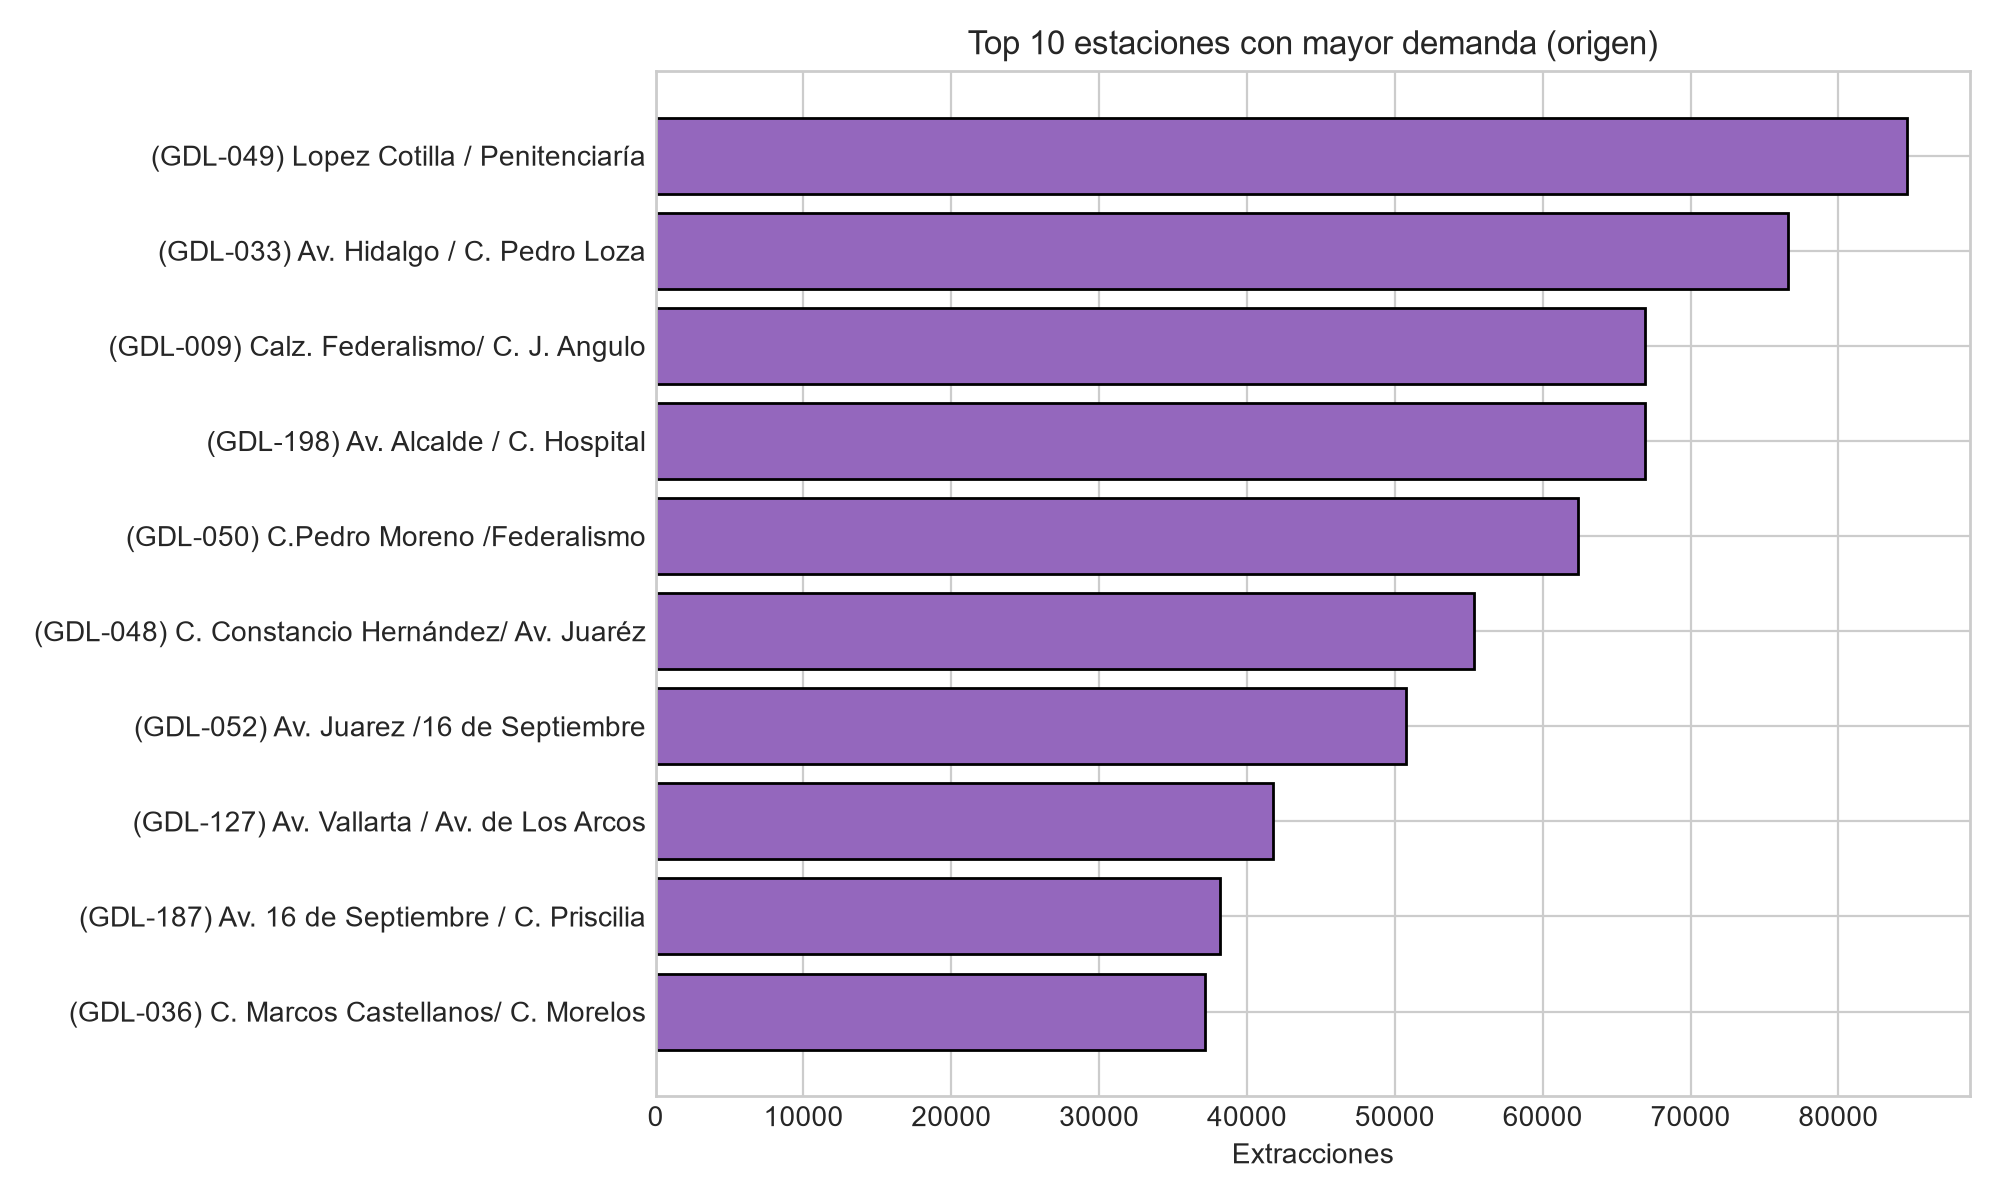 Top 10 estaciones con mayor demanda (origen)
(GDL-049) Lopez Cotilla / Penitenciaría
(GDL-033) Av. Hidalgo / C. Pedro Loza
(GDL-009) Calz. Federalismo/ C. J. Angulo
(GDL-198) Av. Alcalde / C. Hospital
(GDL-050) C.Pedro Moreno /Federalismo
(GDL-048) C. Constancio Hernández/ Av. Juaréz
(GDL-052) Av. Juarez /16 de Septiembre
(GDL-127) Av. Vallarta / Av. de Los Arcos
(GDL-187) Av. 16 de Septiembre / C. Priscilia
(GDL-036) C. Marcos Castellanos/ C. Morelos
0 10000 20000 30000 40000 50000 60000 70000 80000
Extracciones